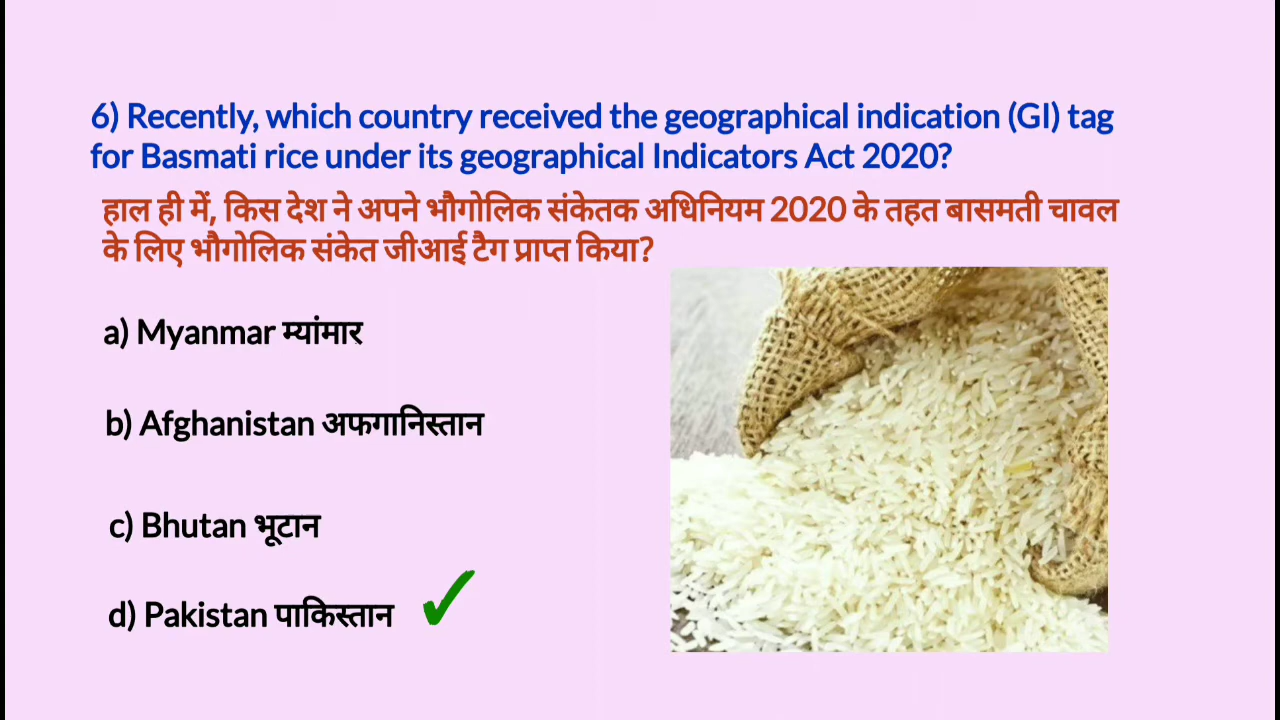 6) Recently, which country received the geographical indication (GI) tag
for Basmati rice under its geographical Indicators Act 2020?
हाल ही में, किस देश ने अपने भौगोलिक संकेतक अधिनियम 2020 के तहत बासमती चावल
के लिए भौगोलिक संकेत जीआई टैग प्राप्त किया?
a) Myanmar म्यांमार
b) Afghanistan अफगानिस्तान
c) Bhutan भूटान
d) Pakistan पाकिस्तान